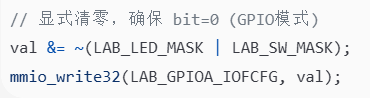 // 显式清零，确保 bit=0 (GPIO模式)
val &= ~(LAB_LED_MASK | LAB_SW_MASK);
mmio_write32(LAB_GPIOA_IOFCFG, val);